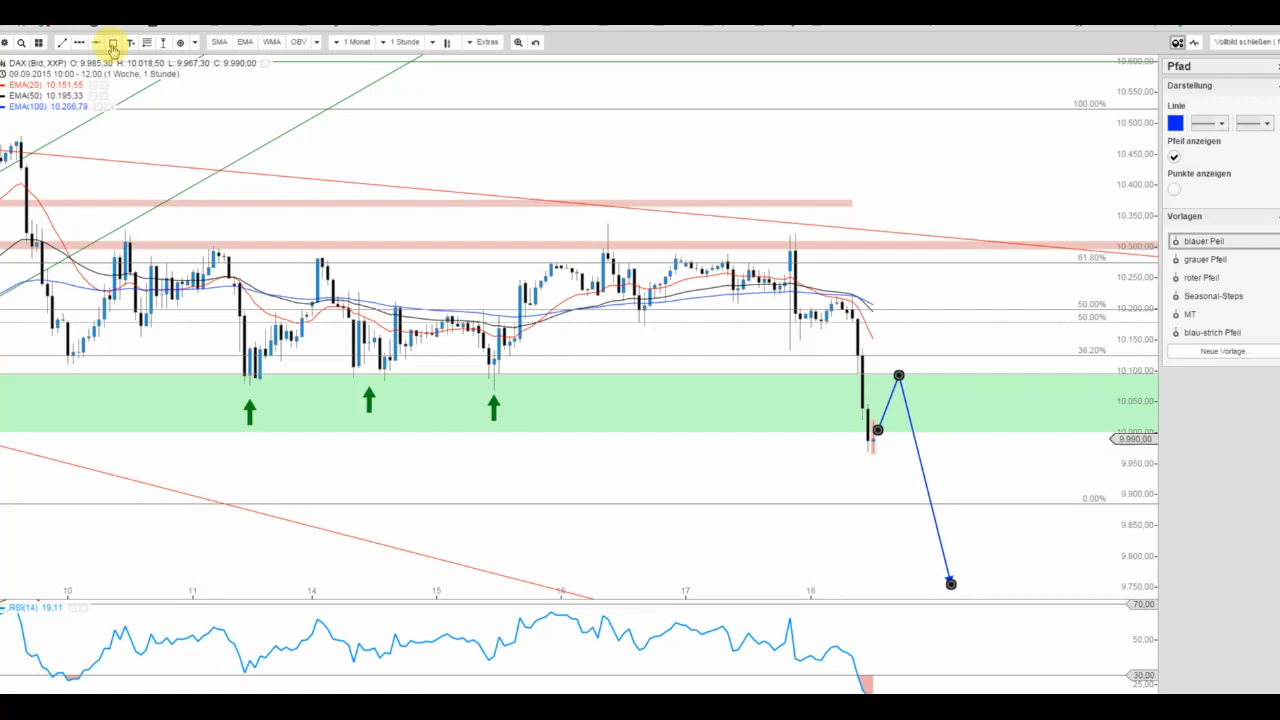 SMA EMA WMA OBV 1 Monat 1 Stunde Extras Vollbild schließen ( f
DAX (Bid, XXP) O: 9.985,30 H: 10.018,50 L: 9.967,30 C: 9.990,00
09.09.2015 10:00 - 12:00 (1 Woche, 1 Stunde)
EMA(20) 10.151,55
EMA(50) 10.195,33
EMA(100) 10.206,79
10.600,00
10.550,00
100.00%
10.500,00
10.450,00
10.400,00
10.350,00
10.300,00
61.80%
10.250,00
50.00%
10.200,00
50.00%
10.150,00
38.20%
10.100,00
10.050,00
10.000,00
9.990,00
9.950,00
9.900,00
0.00%
9.850,00
9.800,00
9.750,00
10 11 14 15 16 17 18
RSI(14) 19,11
70,00
50,00
30,00
25,00
Pfad
Darstellung
Linie
Pfeil anzeigen
Punkte anzeigen
Vorlagen
blauer Peil
grauer Pfeil
roter Pfeil
Seasonal-Steps
MT
blau-strich Pfeil
Neue Vorlage...